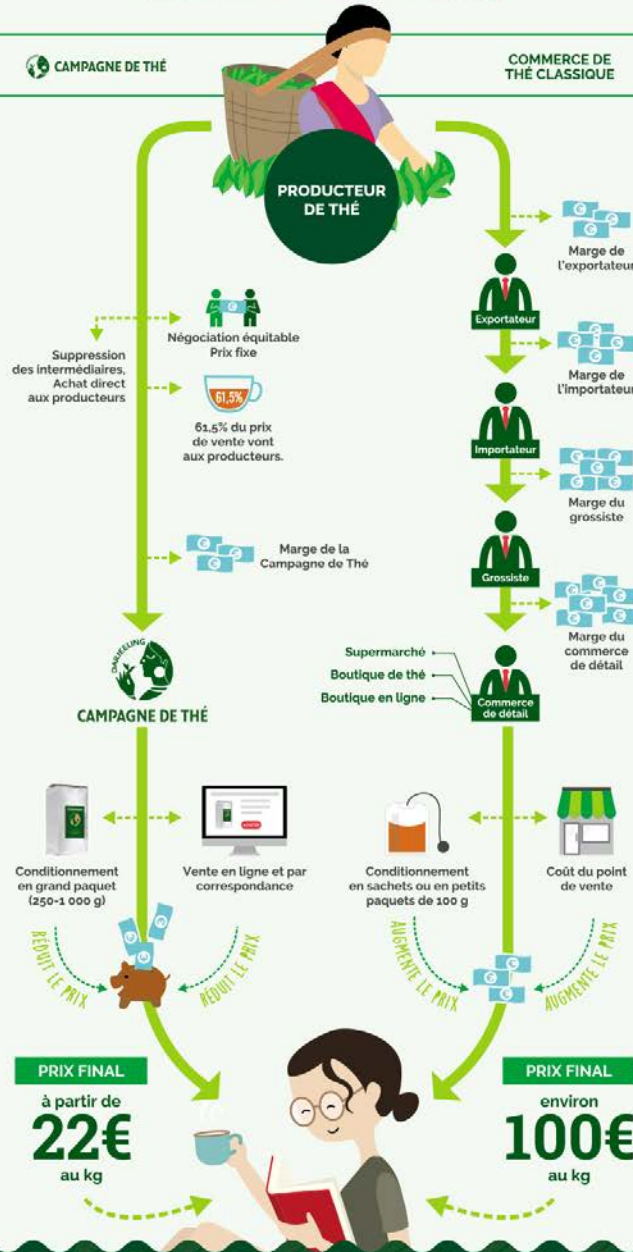 CAMPAGNE DE THÉ
COMMERCE DE
THÉ CLASSIQUE
PRODUCTEUR
DE THÉ
Marge de
l'exportateur
Exportateur
Négociation équitable
Prix fixe
Suppression
des intermédiaires,
Achat direct
aux producteurs
61,5%
61,5% du prix
de vente vont
aux producteurs.
Marge de
l'importateur
Importateur
Marge du
grossiste
Marge de la
Campagne de Thé
Grossiste
Marge du
commerce
de détail
DARJEELING
CAMPAGNE DE THÉ
Supermarché
Boutique de thé
Boutique en ligne
Commerce
de détail
Conditionnement
en grand paquet
(250-1 000 g)
Vente en ligne et par
correspondance
Conditionnement
en sachets ou en petits
paquets de 100 g
Coût du point
de vente
RÉDUIT LE PRIX
RÉDUIT LE PRIX
AUGMENTE LE PRIX
AUGMENTE LE PRIX
PRIX FINAL
à partir de
22€
au kg
PRIX FINAL
environ
100€
au kg